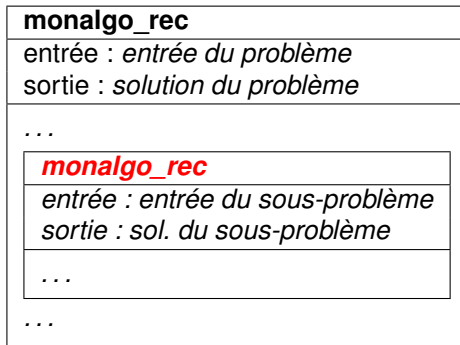 monalgo_rec
entrée : entrée du problème
sortie : solution du problème
...
monalgo_rec
entrée : entrée du sous-problème
sortie : sol. du sous-problème
...
...